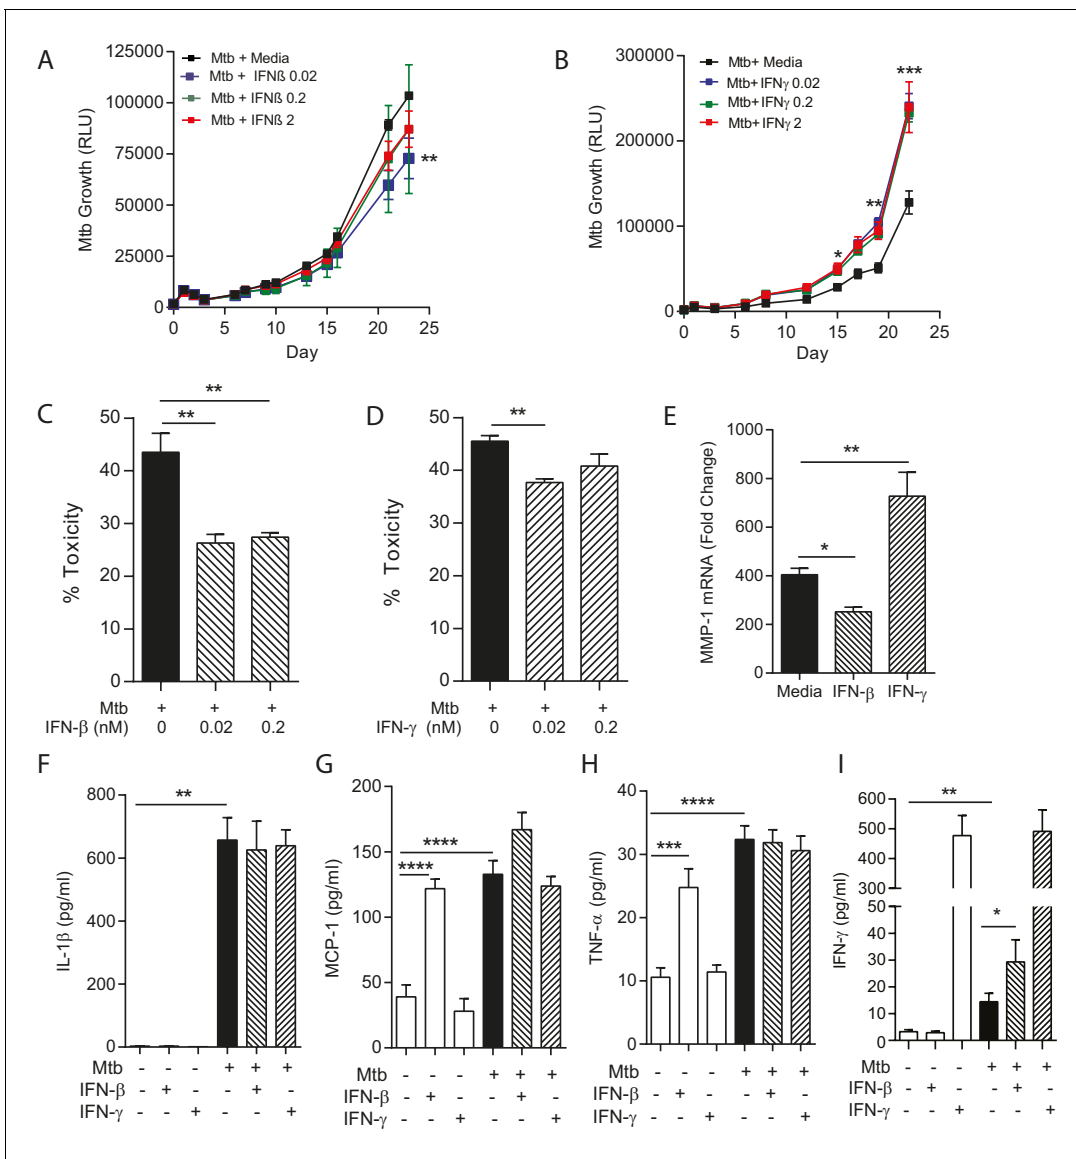 A
Mtb Growth (RLU)
125000
100000
75000
50000
25000
0
0 5 10 15 20 25
Day
Mtb + Media
Mtb + IFNß 0.02
Mtb + IFNß 0.2
Mtb + IFNß 2
**
B
Mtb Growth (RLU)
300000
200000
100000
0
0 5 10 15 20 25
Day
Mtb+ Media
Mtb+IFNγ 0.02
Mtb+IFNγ 0.2
Mtb+IFNγ 2
*
**
***
C
% Toxicity
50
40
30
20
10
0
**
**
Mtb + + +
IFN-β (nM) 0 0.02 0.2
D
% Toxicity
50
40
30
20
10
0
**
Mtb + + +
IFN-γ (nM) 0 0.02 0.2
E
MMP-1 mRNA (Fold Change)
1000
800
600
400
200
0
**
*
Media IFN-β IFN-γ
F
IL-1β (pg/ml)
800
600
400
200
0
**
Mtb - - - + + +
IFN-β - + - - + -
IFN-γ - - + - - +
G
MCP-1 (pg/ml)
200
150
100
50
0
****
****
Mtb - - - + + +
IFN-β - + - - + -
IFN-γ - - + - - +
H
TNF-α (pg/ml)
40
30
20
10
0
****
***
Mtb - - - + + +
IFN-β - + - - + -
IFN-γ - - + - - +
I
IFN-γ (pg/ml)
600
500
400
300
50
40
30
20
10
0
**
*
Mtb - - - + + +
IFN-β - + - - + -
IFN-γ - - + - - +